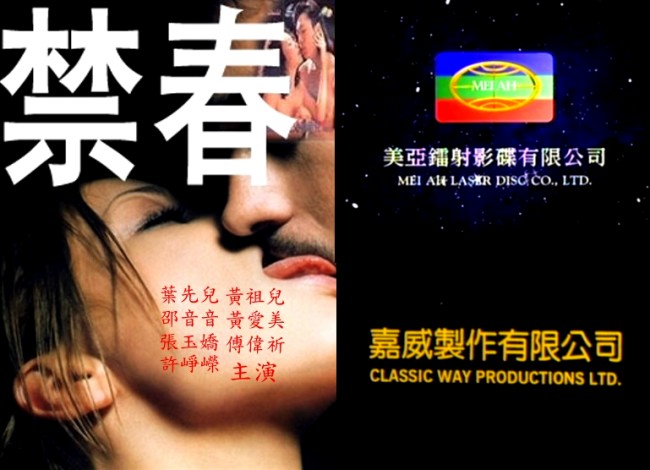 禁春
葉先兒 黃祖兒
邵音音 黃愛美
張玉嬌 傅偉祈
許崢嶸 主演
MEI AH
美亞鐳射影碟有限公司
MEI AH LASER DISC CO., LTD.
嘉威製作有限公司
CLASSIC WAY PRODUCTIONS LTD.